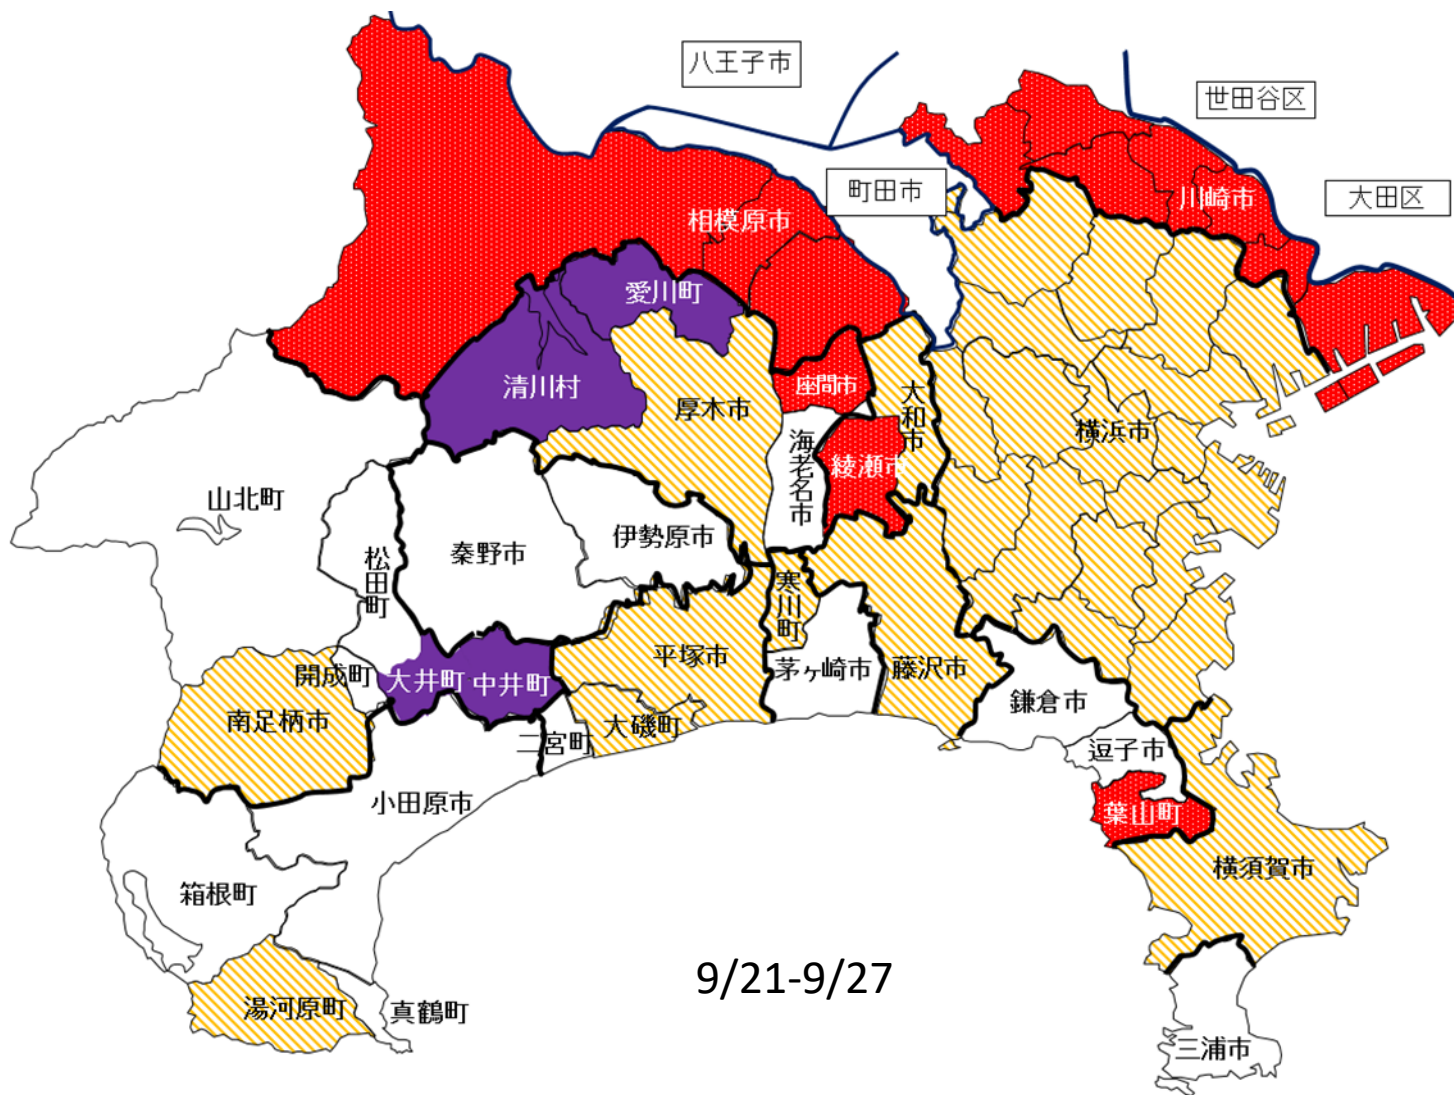 八王子市
世田谷区
町田市
大田区
川崎市
相模原市
愛川町
清川村
座間市
厚木市
大和市
横浜市
海老名市
綾瀬市
山北町
伊勢原市
秦野市
松田町
寒川町
平塚市
茅ヶ崎市
藤沢市
開成町
大井町
中井町
鎌倉市
南足柄市
大磯町
二宮町
逗子市
小田原市
葉山町
横須賀市
箱根町
9/21-9/27
湯河原町
真鶴町
三浦市